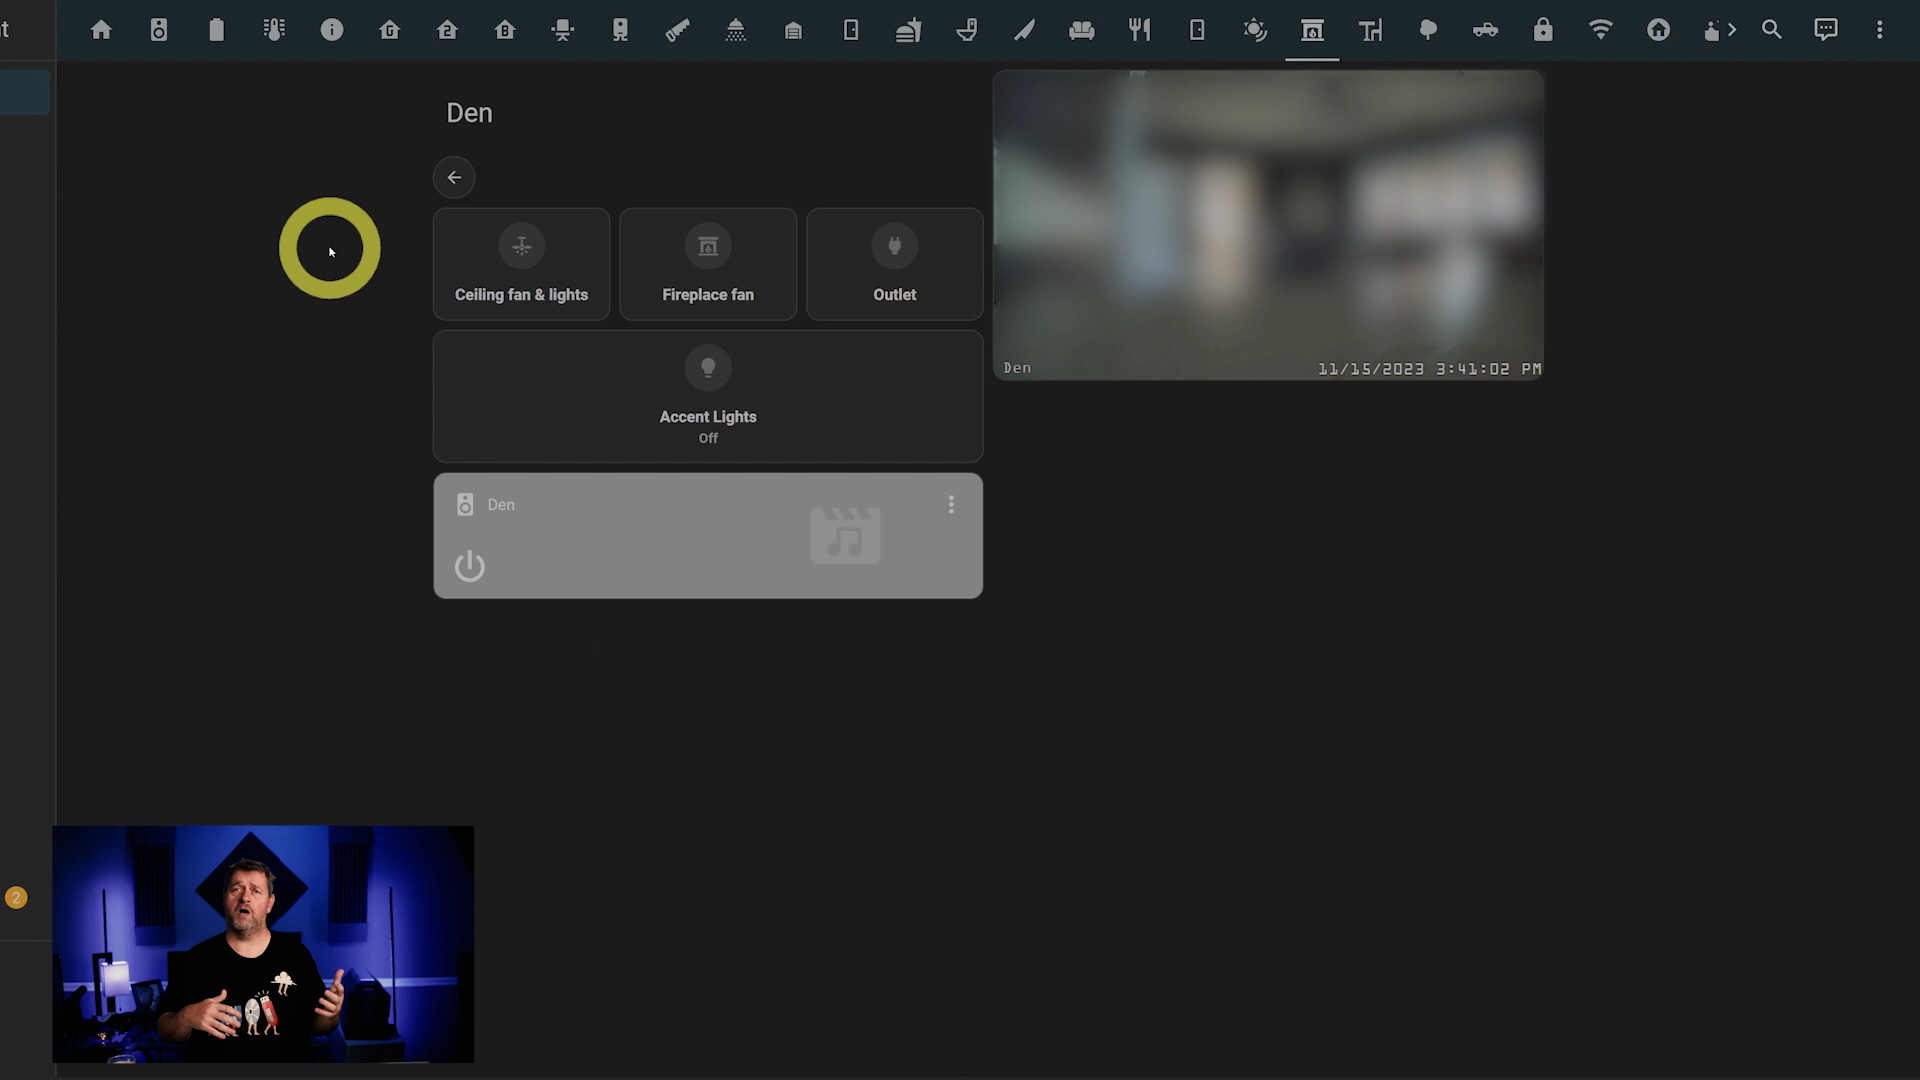 t
G
2
B
Den
Ceiling fan & lights
Fireplace fan
Outlet
Accent Lights
Off
Den
Den
11/15/2023 3:41:02 PM
2